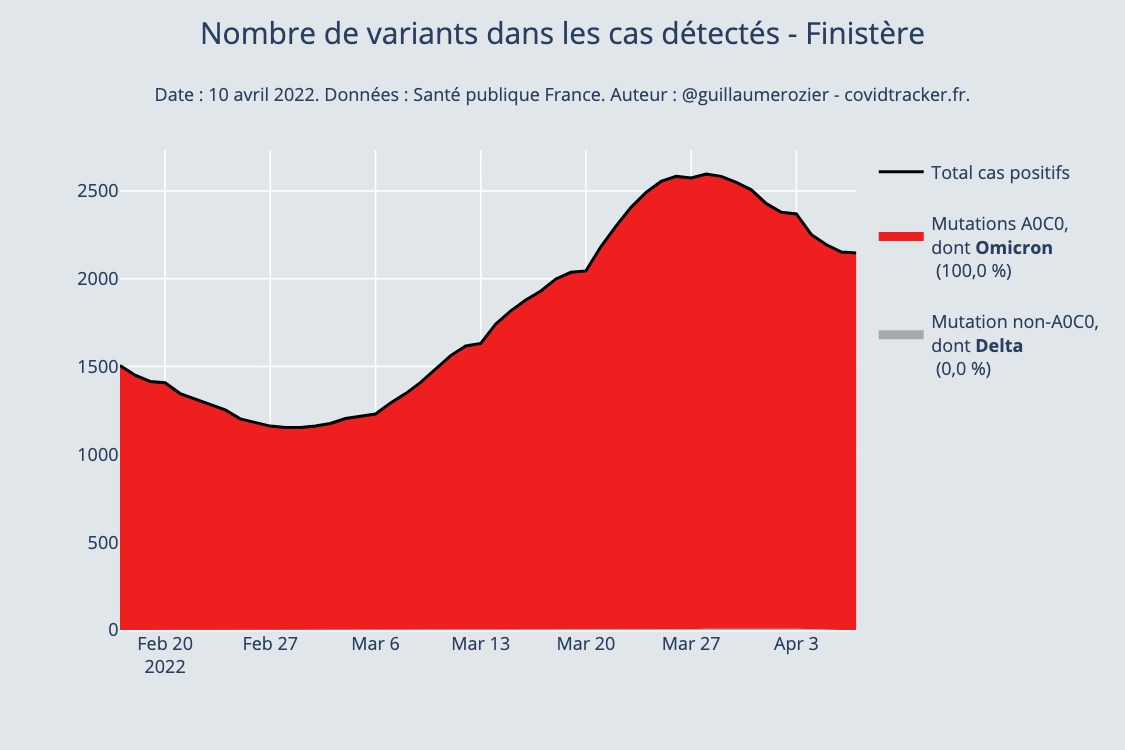 Nombre de variants dans les cas détectés - Finistère
Date : 10 avril 2022. Données : Santé publique France. Auteur : @guillaumerozier - covidtracker.fr.
2500
2000
1500
1000
500
0
Feb 20
2022
Feb 27
Mar 6
Mar 13
Mar 20
Mar 27
Apr 3
Total cas positifs
Mutations A0C0,
dont Omicron
(100,0 %)
Mutation non-A0C0,
dont Delta
(0,0 %)